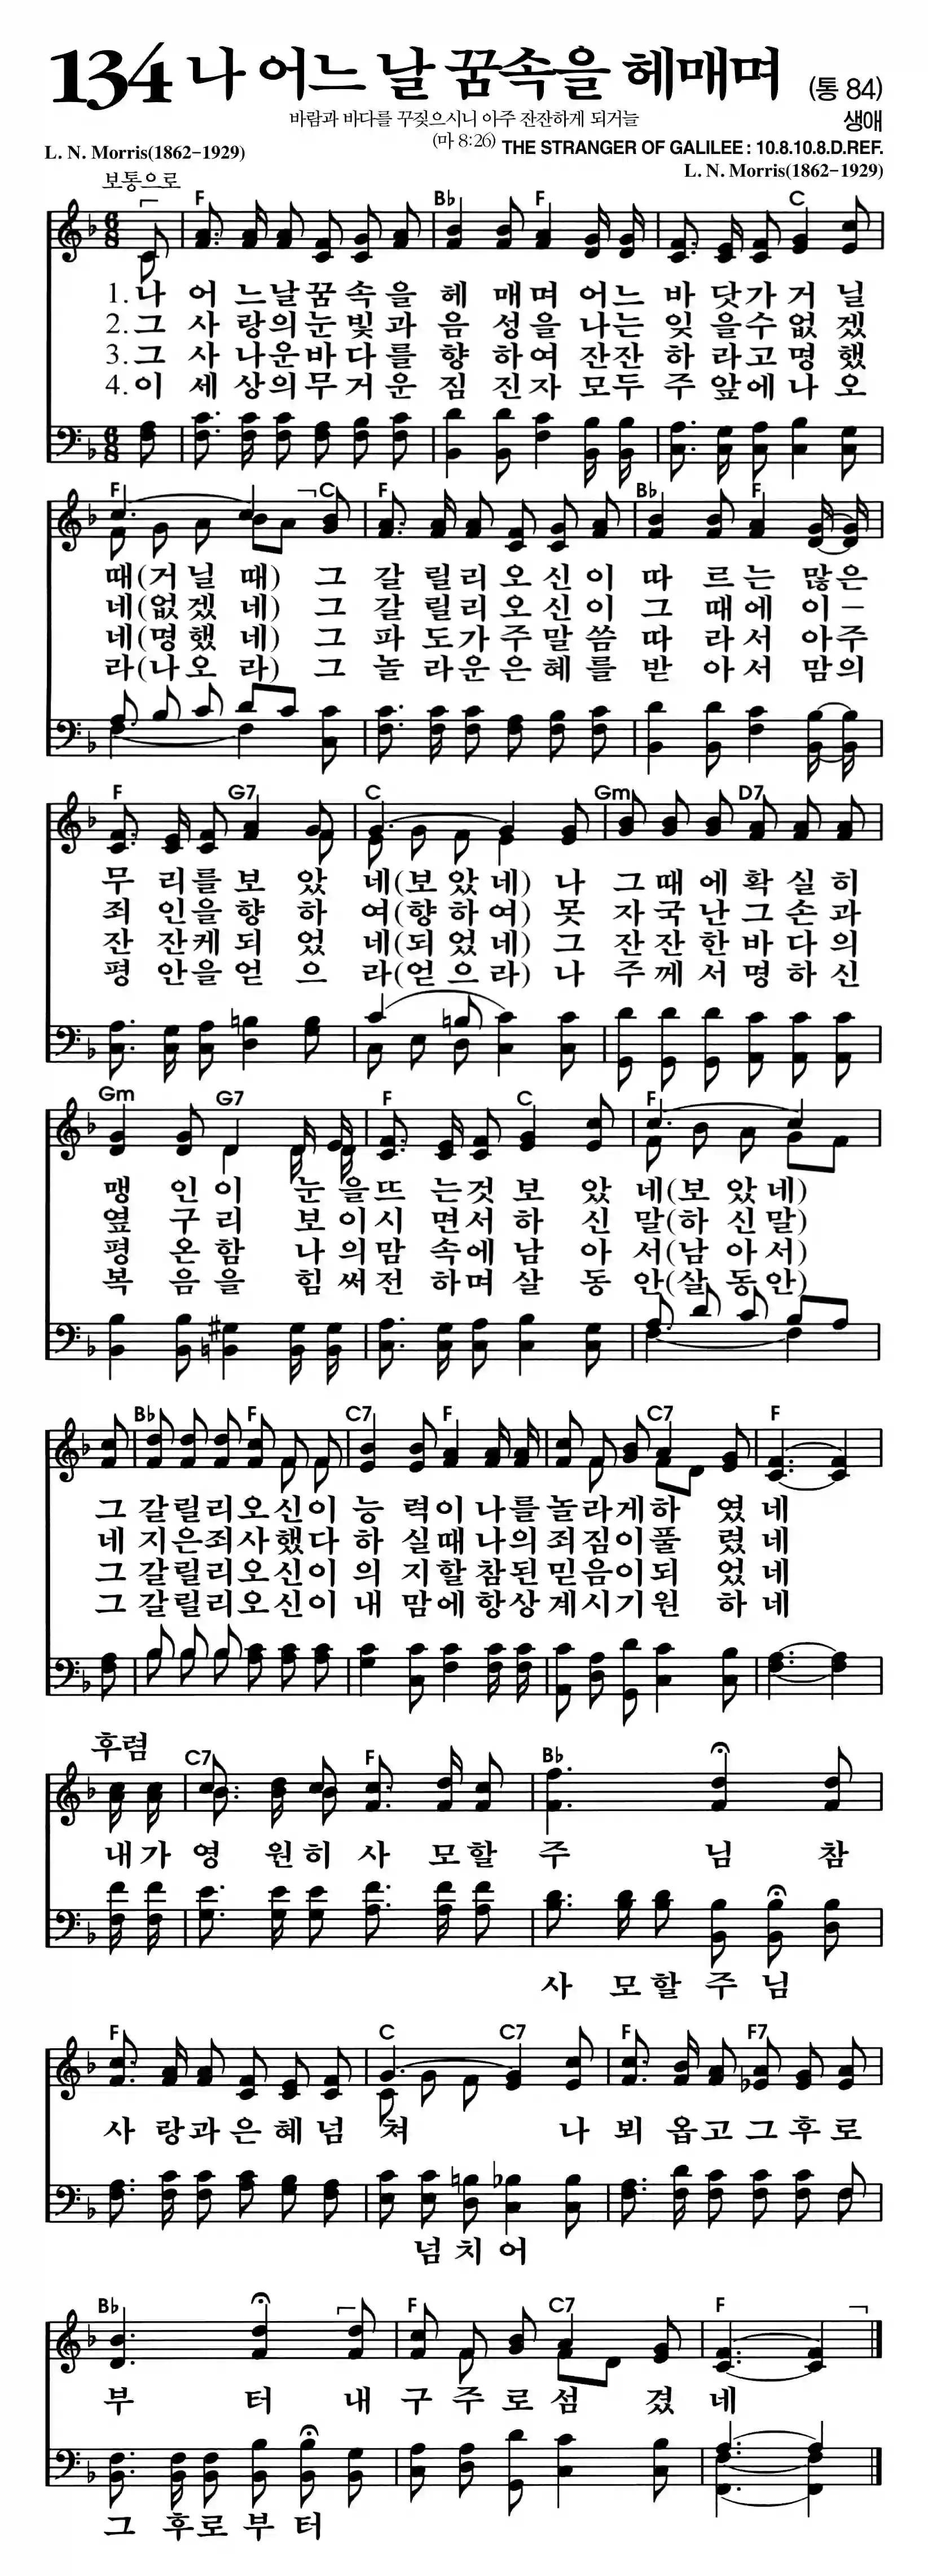 134 나 어느 날 꿈속을 헤매며 (통 84)
바람과 바다를 꾸짖으시니 아주 잔잔하게 되거늘 생애
(마 8:26)
L. N. Morris(1862-1929) THE STRANGER OF GALILEE : 10.8.10.8.D.REF.
L. N. Morris(1862-1929)
보통으로
F B♭ F C
1. 나 어 느날 꿈 속 을 헤 매며 어느 바 닷가 거 닐
2. 그 사 랑의 눈 빛 과 음 성을 나는 잊 을수 없 겠
3. 그 사 나운 바 다 를 향 하여 잔잔 하 라고 명 했
4. 이 세 상의 무 거 운 짐 진자 모두 주 앞에 나 오
F C F B♭ F
때(거 닐 때) 그 갈 릴리 오 신 이 따 르는 많은
네(없겠 네) 그 갈 릴리 오 신 이 그 때에 이 –
네(명했 네) 그 파 도가 주 말 씀 따 라서 아주
라(나오 라) 그 놀 라운 은 혜 를 받 아서 맘의
F G7 C Gm D7
무 리를 보 았 네(보 았 네) 나 그 때 에 확 실 히
죄 인을 향 하 여(향 하 여) 못 자 국 난 그 손 과
잔 잔케 되 었 네(되 었 네) 그 잔 잔 한 바 다 의
평 안을 얻 으 라(얻 으 라) 나 주 께 서 명 하 신
Gm G7 F C F
맹 인 이 눈 을 뜨 는것 보 았 네(보 았 네)
옆 구 리 보 이 시 면서 하 신 말(하 신 말)
평 온 함 나 의 맘 속에 남 아 서(남 아 서)
복 음 을 힘 써 전 하며 살 동 안(살 동 안)
B♭ F C7 F C7 F
그 갈릴리오신이 능 력이 나를 놀라게하 였 네
네 지은죄사했다 하 실때 나의 죄짐이풀 렸 네
그 갈릴리오신이 의 지할 참된 믿음이되 었 네
그 갈릴리오신이 내 맘에 항상 계시기원 하 네
후렴
C7 F B♭
내 가 영 원 히 사 모 할 주 님 참
사 모 할 주 님
F C C7 F F7
사 랑과 은 혜 넘 쳐 나 뵈 옵고 그 후 로
넘 치 어
B♭ F C7 F
부 터 내 구 주 로 섬 겼 네
그 후로 부 터